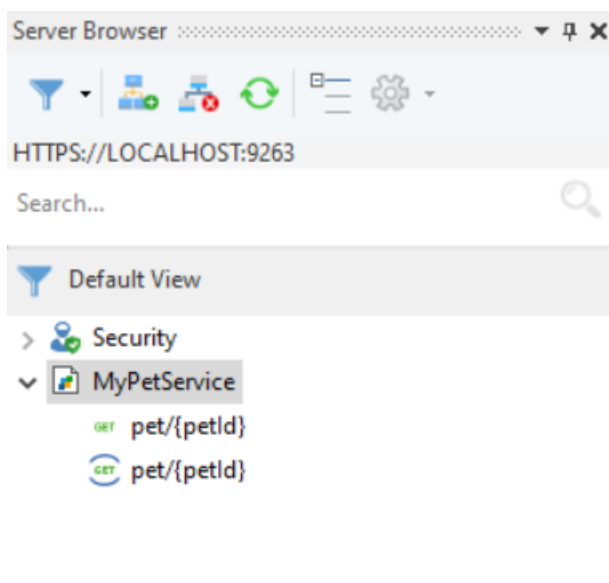 Server Browser
HTTPS://LOCALHOST:9263
Search...
Default View
Security
MyPetService
GET pet/{petId}
GET pet/{petId}